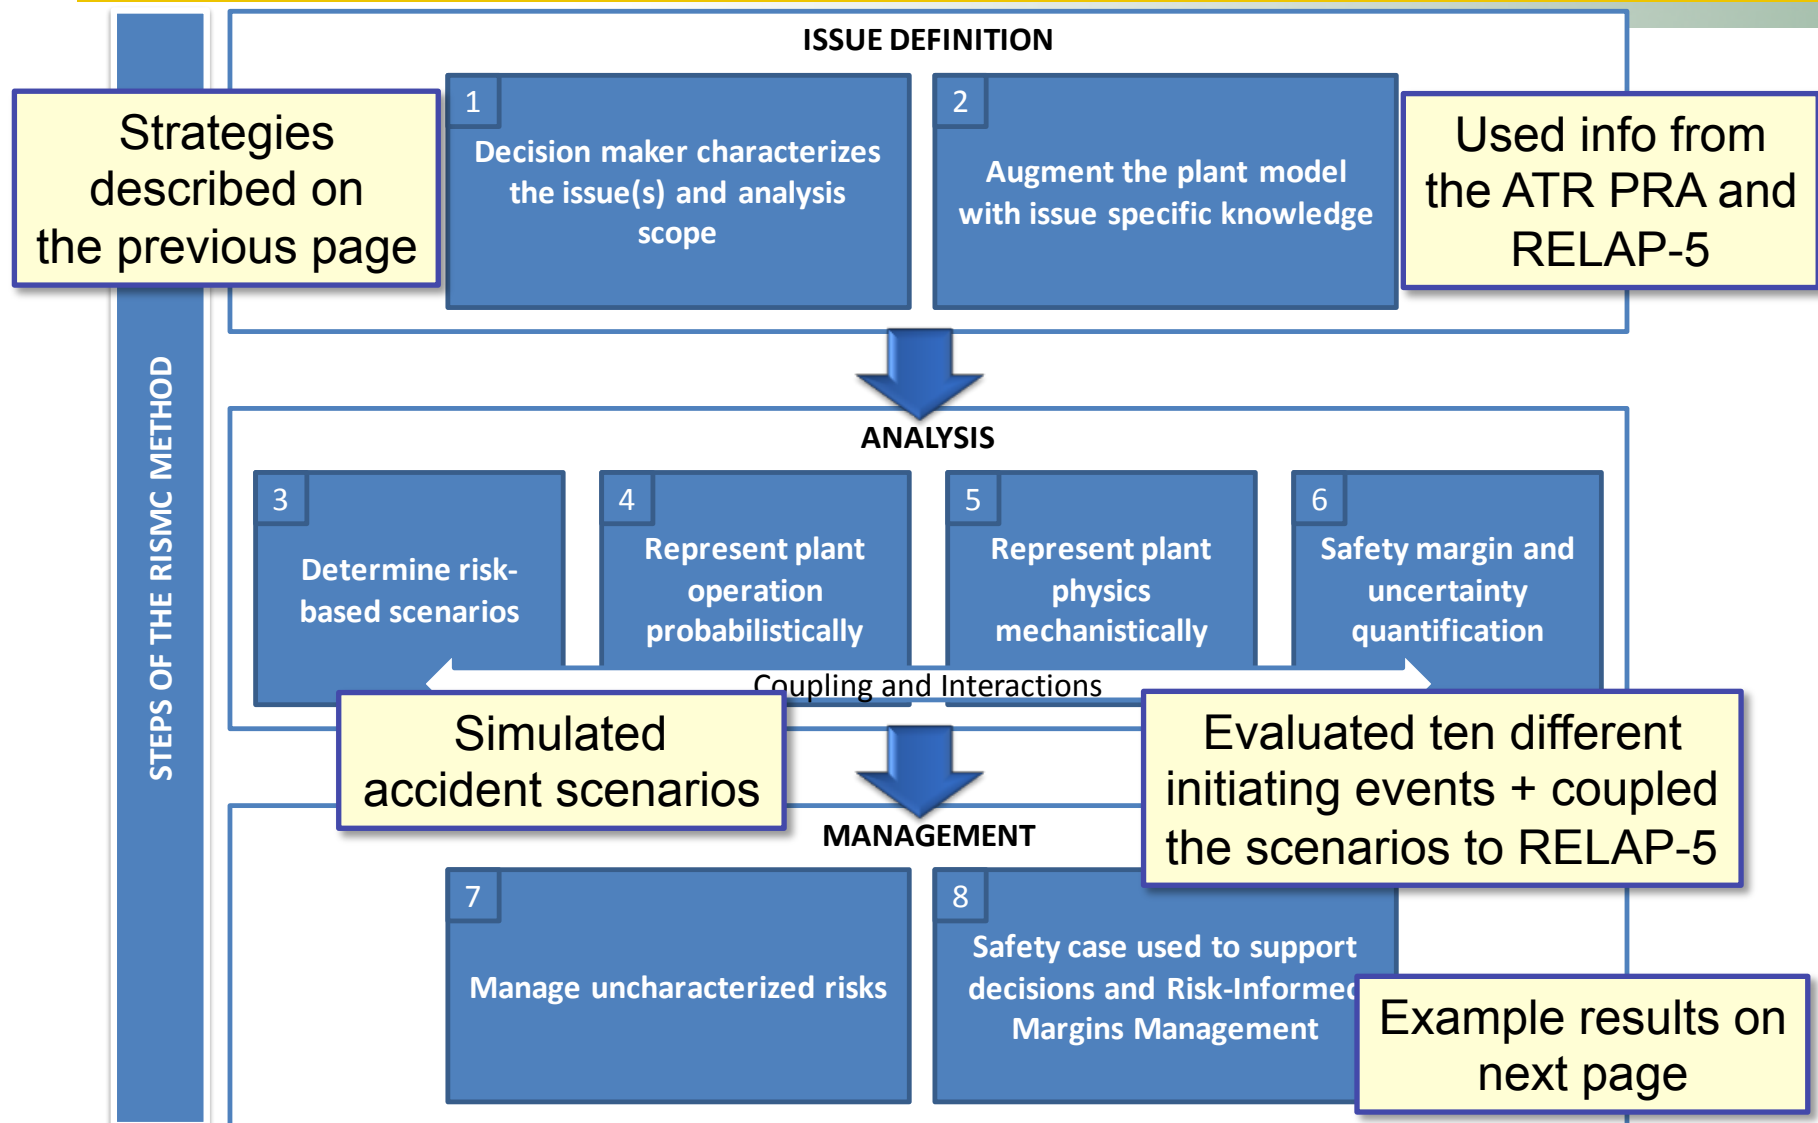 STEPS OF THE RISMC METHOD
ISSUE DEFINITION
Strategies
described on
the previous page
1
Decision maker characterizes
the issue(s) and analysis
scope
2
Augment the plant model
with issue specific knowledge
Used info from
the ATR PRA and
RELAP-5
ANALYSIS
3
Determine risk-
based scenarios
4
Represent plant
operation
probabilistically
5
Represent plant
physics
mechanistically
6
Safety margin and
uncertainty
quantification
Coupling and Interactions
Simulated
accident scenarios
Evaluated ten different
initiating events + coupled
the scenarios to RELAP-5
MANAGEMENT
7
Manage uncharacterized risks
8
Safety case used to support
decisions and Risk-Informed
Margins Management
Example results on
next page